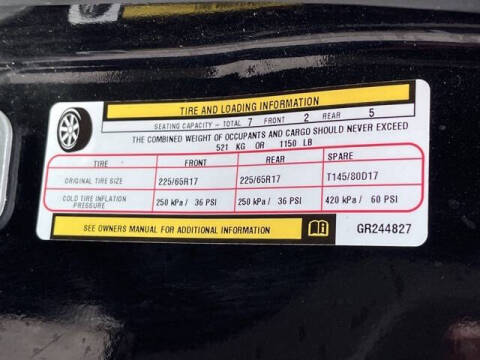 TIRE AND LOADING INFORMATION
SEATING CAPACITY - TOTAL 7 FRONT 2 REAR 5
THE COMBINED WEIGHT OF OCCUPANTS AND CARGO SHOULD NEVER EXCEED
521 KG OR 1150 LB
TIRE FRONT REAR SPARE
ORIGINAL TIRE SIZE 225/65R17 225/65R17 T145/80D17
COLD TIRE INFLATION
PRESSURE 250 kPa / 36 PSI 250 kPa / 36 PSI 420 kPa / 60 PSI
SEE OWNERS MANUAL FOR ADDITIONAL INFORMATION GR244827